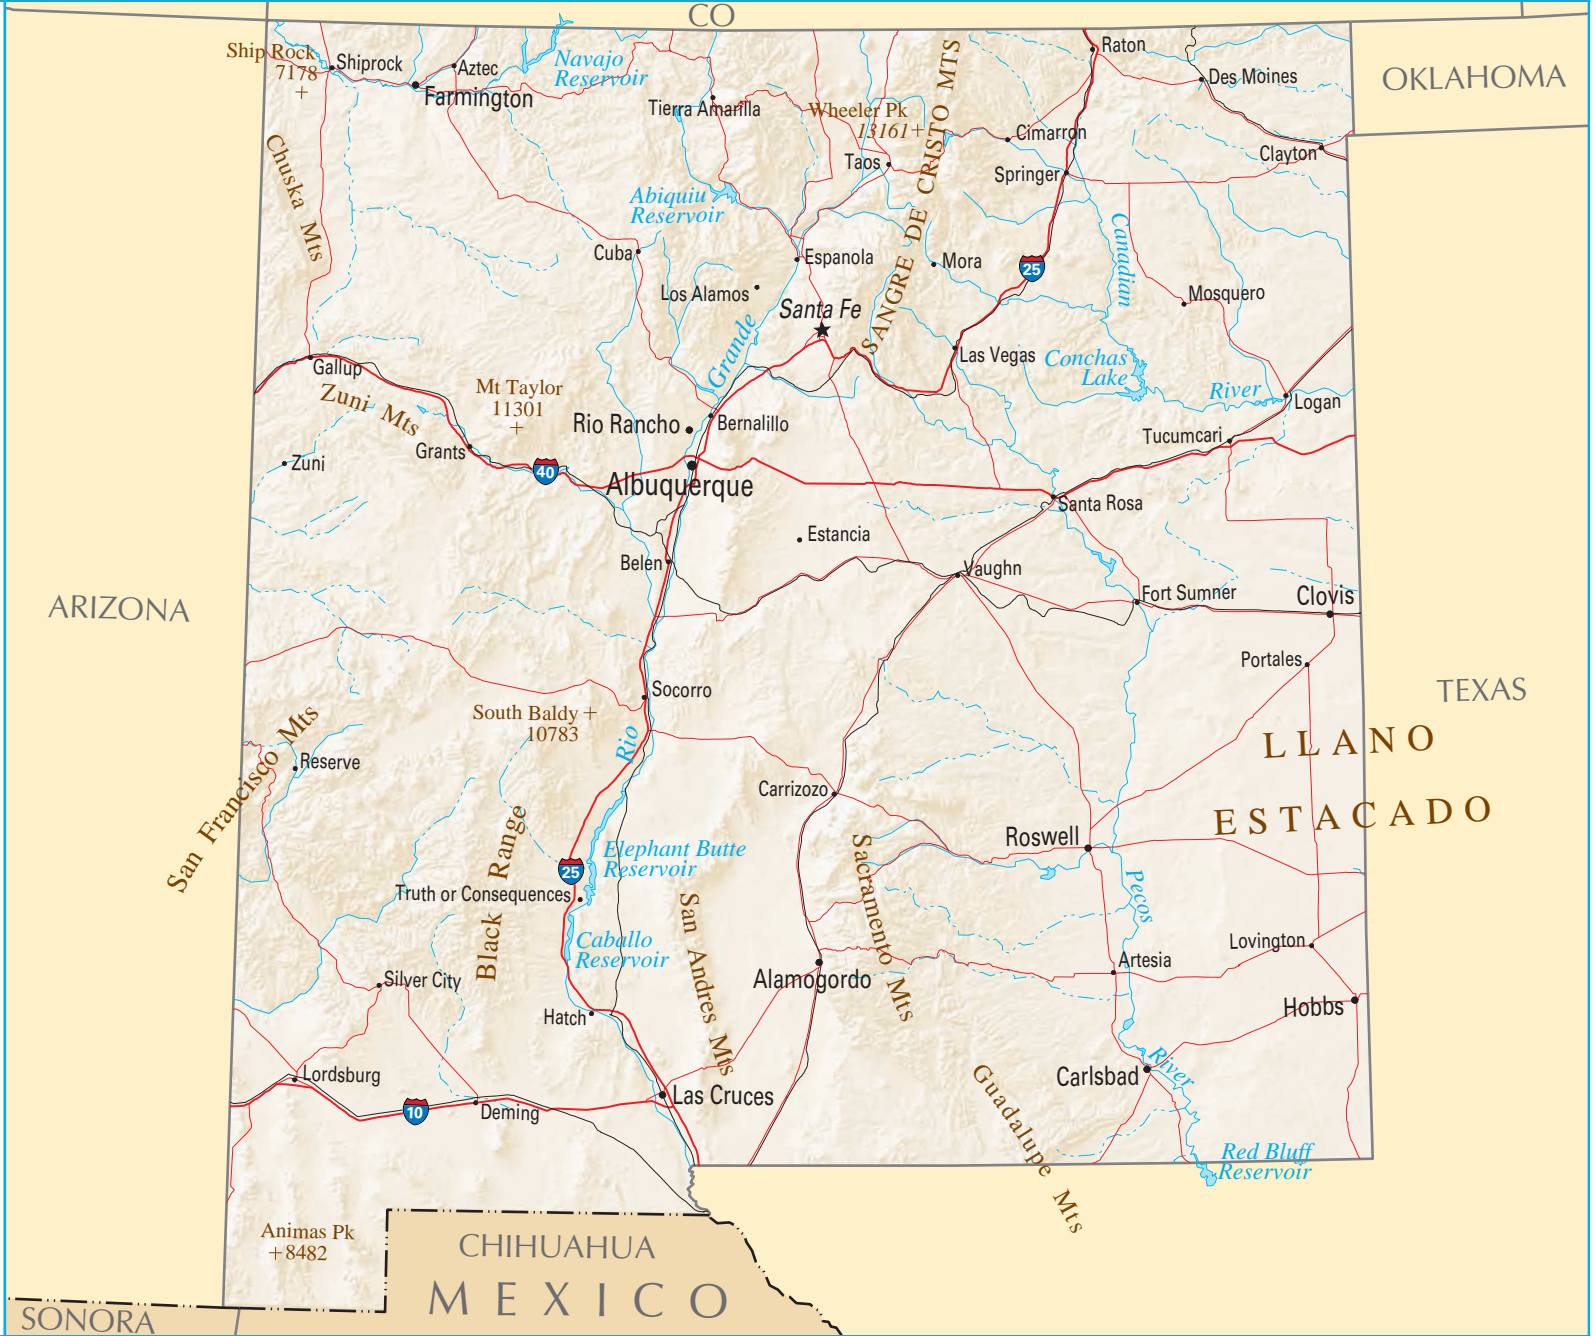 CO
Raton
Ship Rock
7178
Shiprock
Aztec
Navajo
Reservoir
Des Moines
OKLAHOMA
Farmington
Tierra Amarilla
Wheeler Pk
13161
Cimarron
Clayton
Taos
Springer
Chuska Mts
SANGRE DE CRISTO MTS
Abiquiu
Reservoir
Canadian
Cuba
Espanola
Mora
25
Los Alamos
Mosquero
Santa Fe
Grande
Las Vegas
Conchas
Lake
Gallup
Zuni Mts
Mt Taylor
11301
River
Logan
Rio Rancho
Bernalillo
Tucumcari
Grants
Zuni
40
Albuquerque
Santa Rosa
Estancia
Belen
Vaughn
Fort Sumner
Clovis
ARIZONA
Portales
Socorro
TEXAS
South Baldy
10783
Rio
LLANO
San Francisco Mts
Reserve
Carrizozo
ESTACADO
Roswell
Black Range
Elephant Butte
Reservoir
25
Truth or Consequences
Sacramento Mts
Pecos
San Andres Mts
Caballo
Reservoir
Lovington
Artesia
Silver City
Alamogordo
Hobbs
Hatch
River
Lordsburg
Carlsbad
Las Cruces
10
Deming
Guadalupe Mts
Red Bluff
Reservoir
Animas Pk
8482
CHIHUAHUA
MEXICO
SONORA